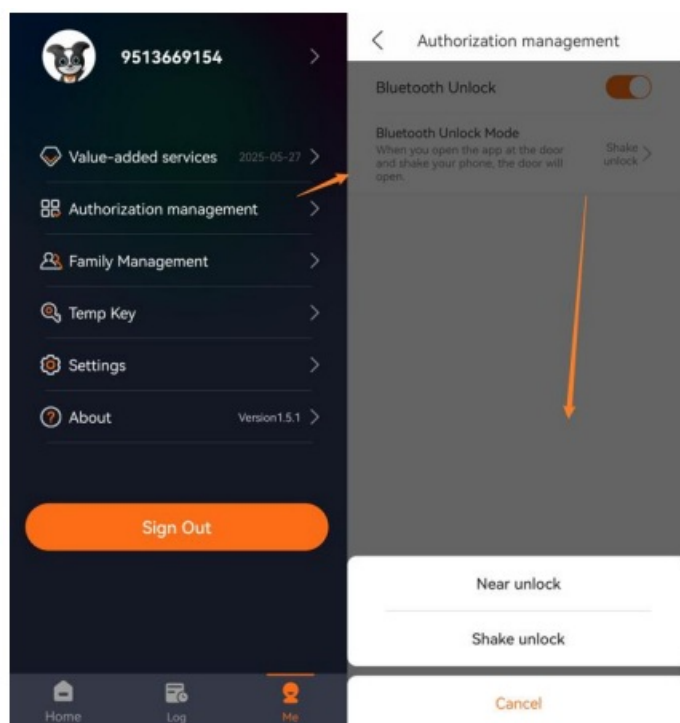 9513669154
Value-added services 2025-05-27
Authorization management
Family Management
Temp Key
Settings
About Version1.5.1
Sign Out
Home Log Me
Authorization management
Bluetooth Unlock
Bluetooth Unlock Mode
When you open the app at the door
and shake your phone, the door will
open.
Shake
unlock
Near unlock
Shake unlock
Cancel